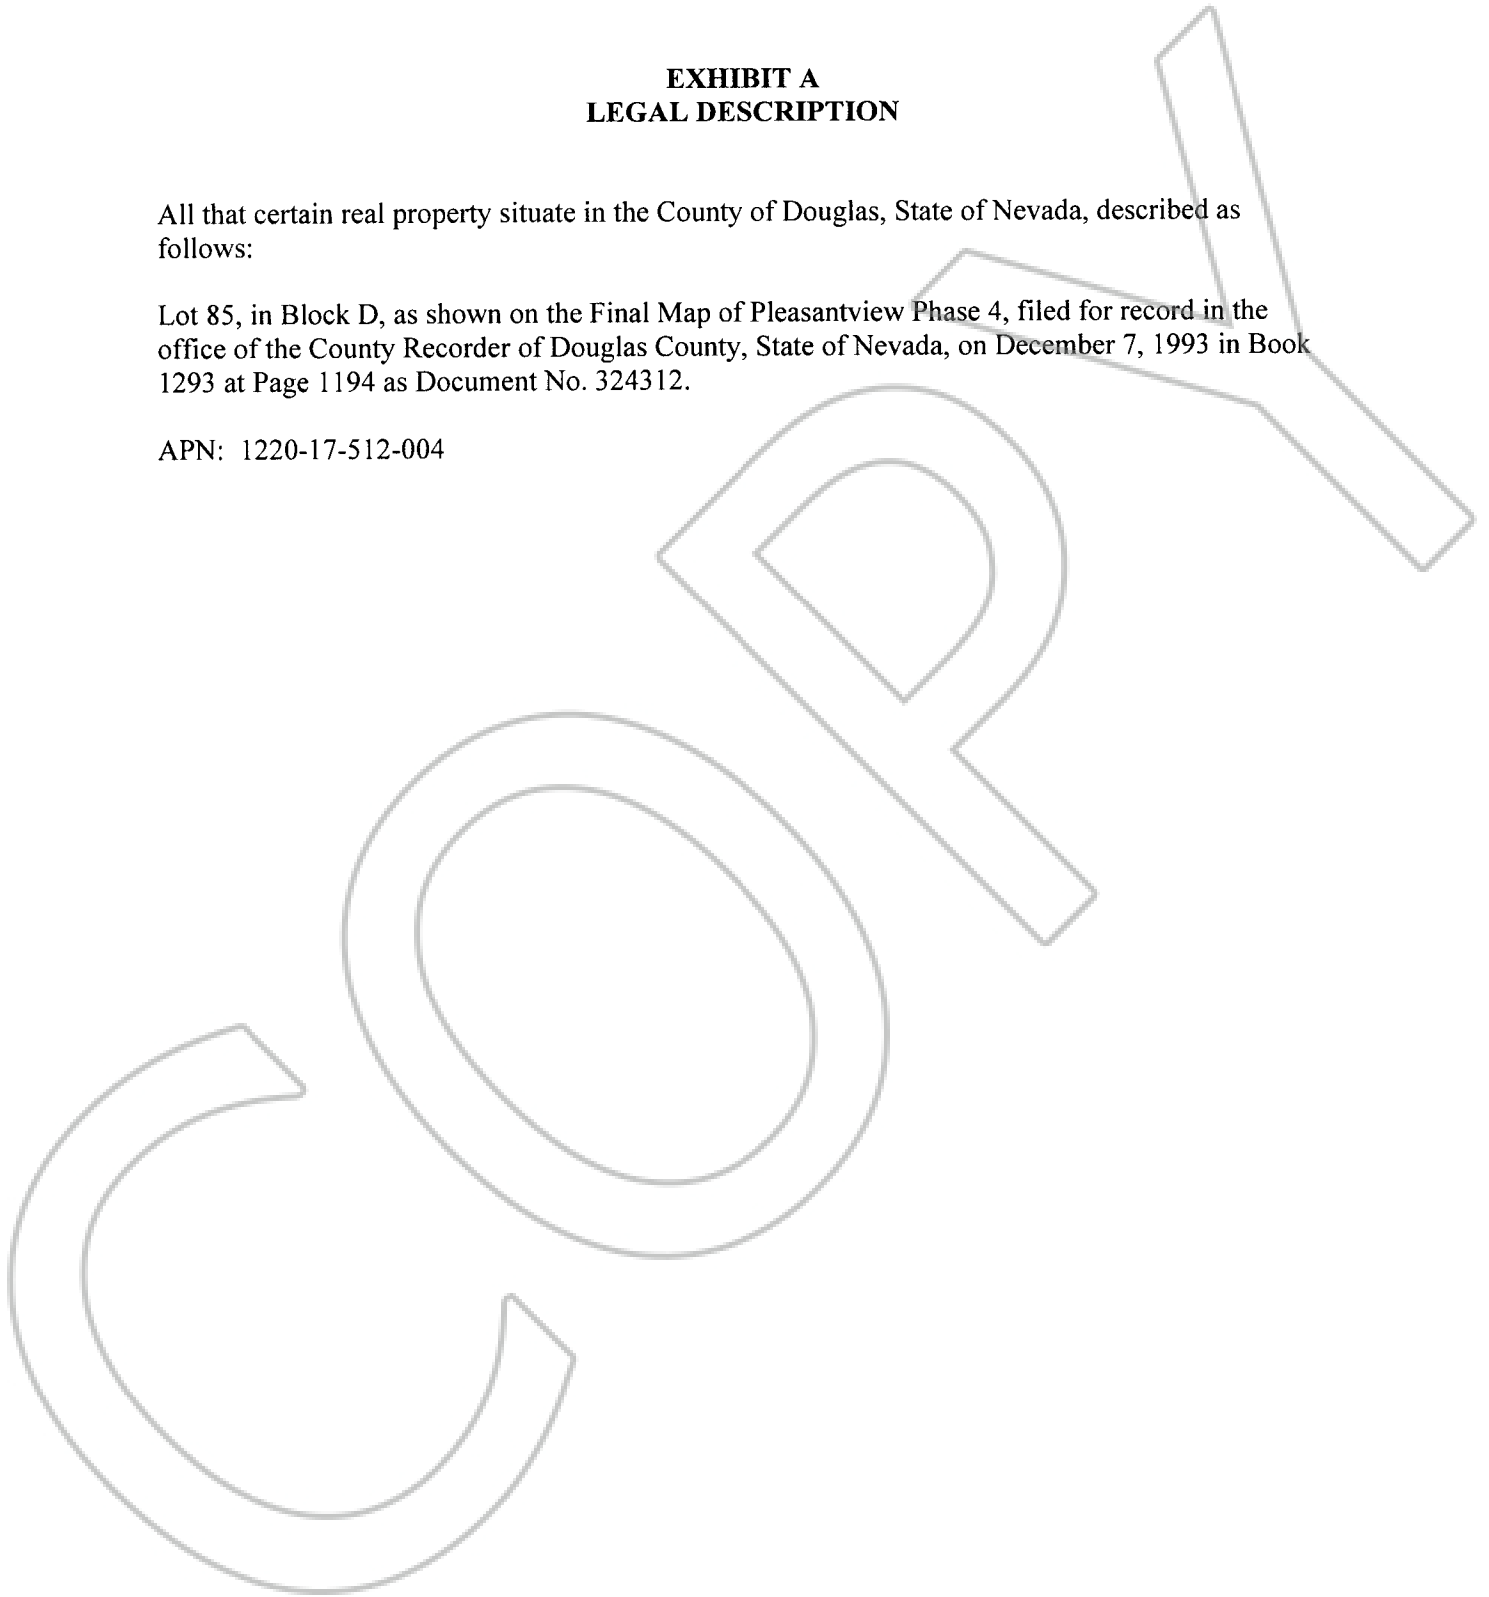 EXHIBIT A
LEGAL DESCRIPTION
All that certain real property situate in the County of Douglas, State of Nevada, described as
follows:
Lot 85, in Block D, as shown on the Final Map of Pleasantview Phase 4, filed for record in the
office of the County Recorder of Douglas County, State of Nevada, on December 7, 1993 in Book
1293 at Page 1194 as Document No. 324312.
APN: 1220-17-512-004
COPY